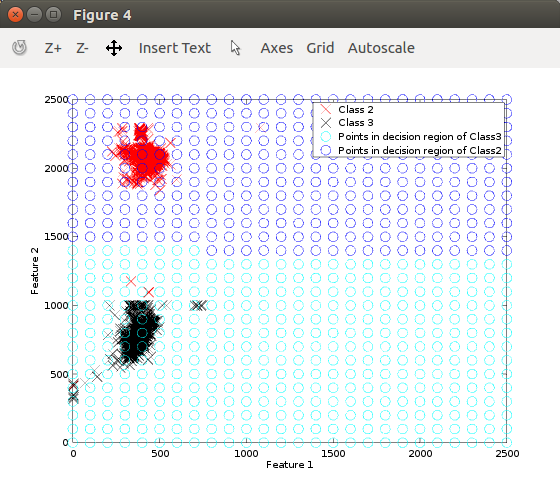 Figure 4
Z+ Z- Insert Text Axes Grid Autoscale
Class 2
Class 3
Points in decision region of Class3
Points in decision region of Class2
2500
2000
1500
1000
500
0
Feature 2
0 500 1000 1500 2000 2500
Feature 1